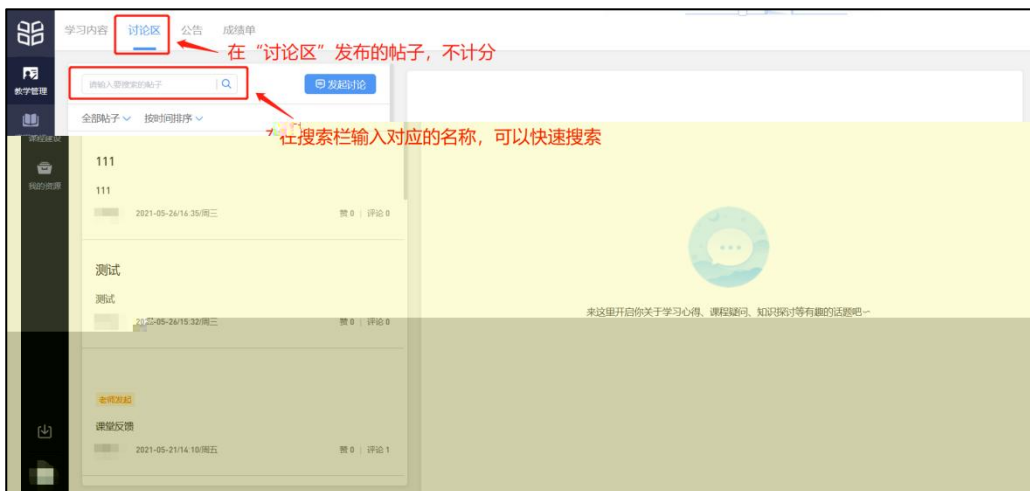 学习内容 讨论区 公告 成绩单
在“讨论区”发布的帖子，不计分
教学管理
请输入要搜索的帖子
发起讨论
全部帖子 按时间排序
在搜索栏输入对应的名称，可以快速搜索
课程建设
我的资源
111
111
2021-05-26/16:35/周三 赞 0 | 评论 0
测试
测试
-05-26/15:32/周三 赞 0 | 评论 0
来这里开启你关于学习心得、课程疑问、知识探讨等有趣的话题吧~
老师发起
课堂反馈
2021-05-21/14:10/周五 赞 0 | 评论 1